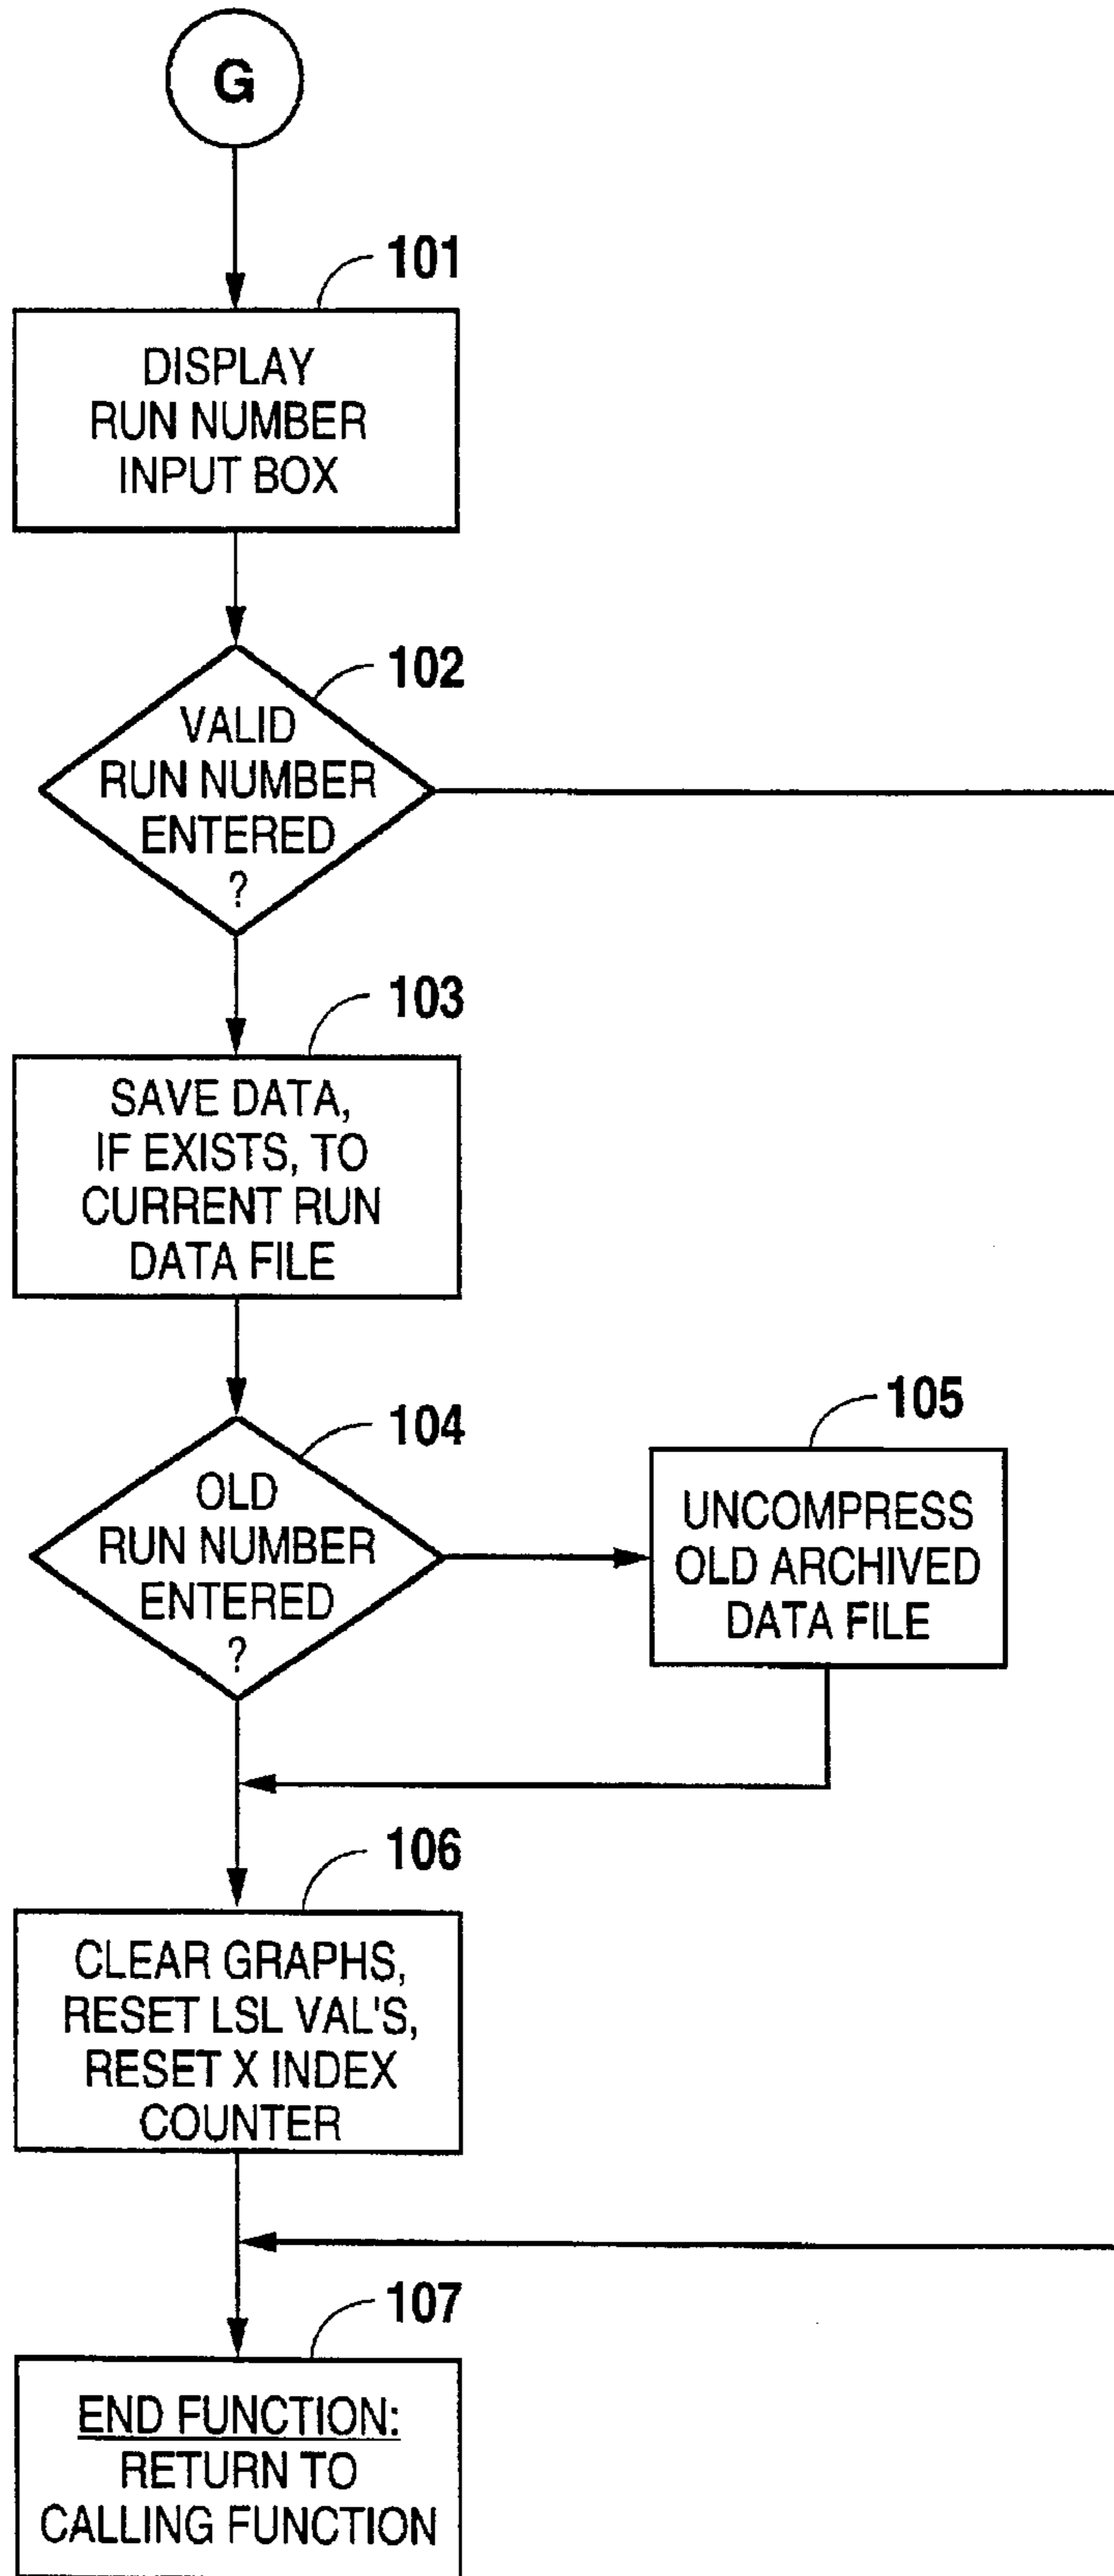 G
101
DISPLAY
RUN NUMBER
INPUT BOX
102
VALID
RUN NUMBER
ENTERED
?
103
SAVE DATA,
IF EXISTS, TO
CURRENT RUN
DATA FILE
104
OLD
RUN NUMBER
ENTERED
?
105
UNCOMPRESS
OLD ARCHIVED
DATA FILE
106
CLEAR GRAPHS,
RESET LSL VAL'S,
RESET X INDEX
COUNTER
107
END FUNCTION:
RETURN TO
CALLING FUNCTION